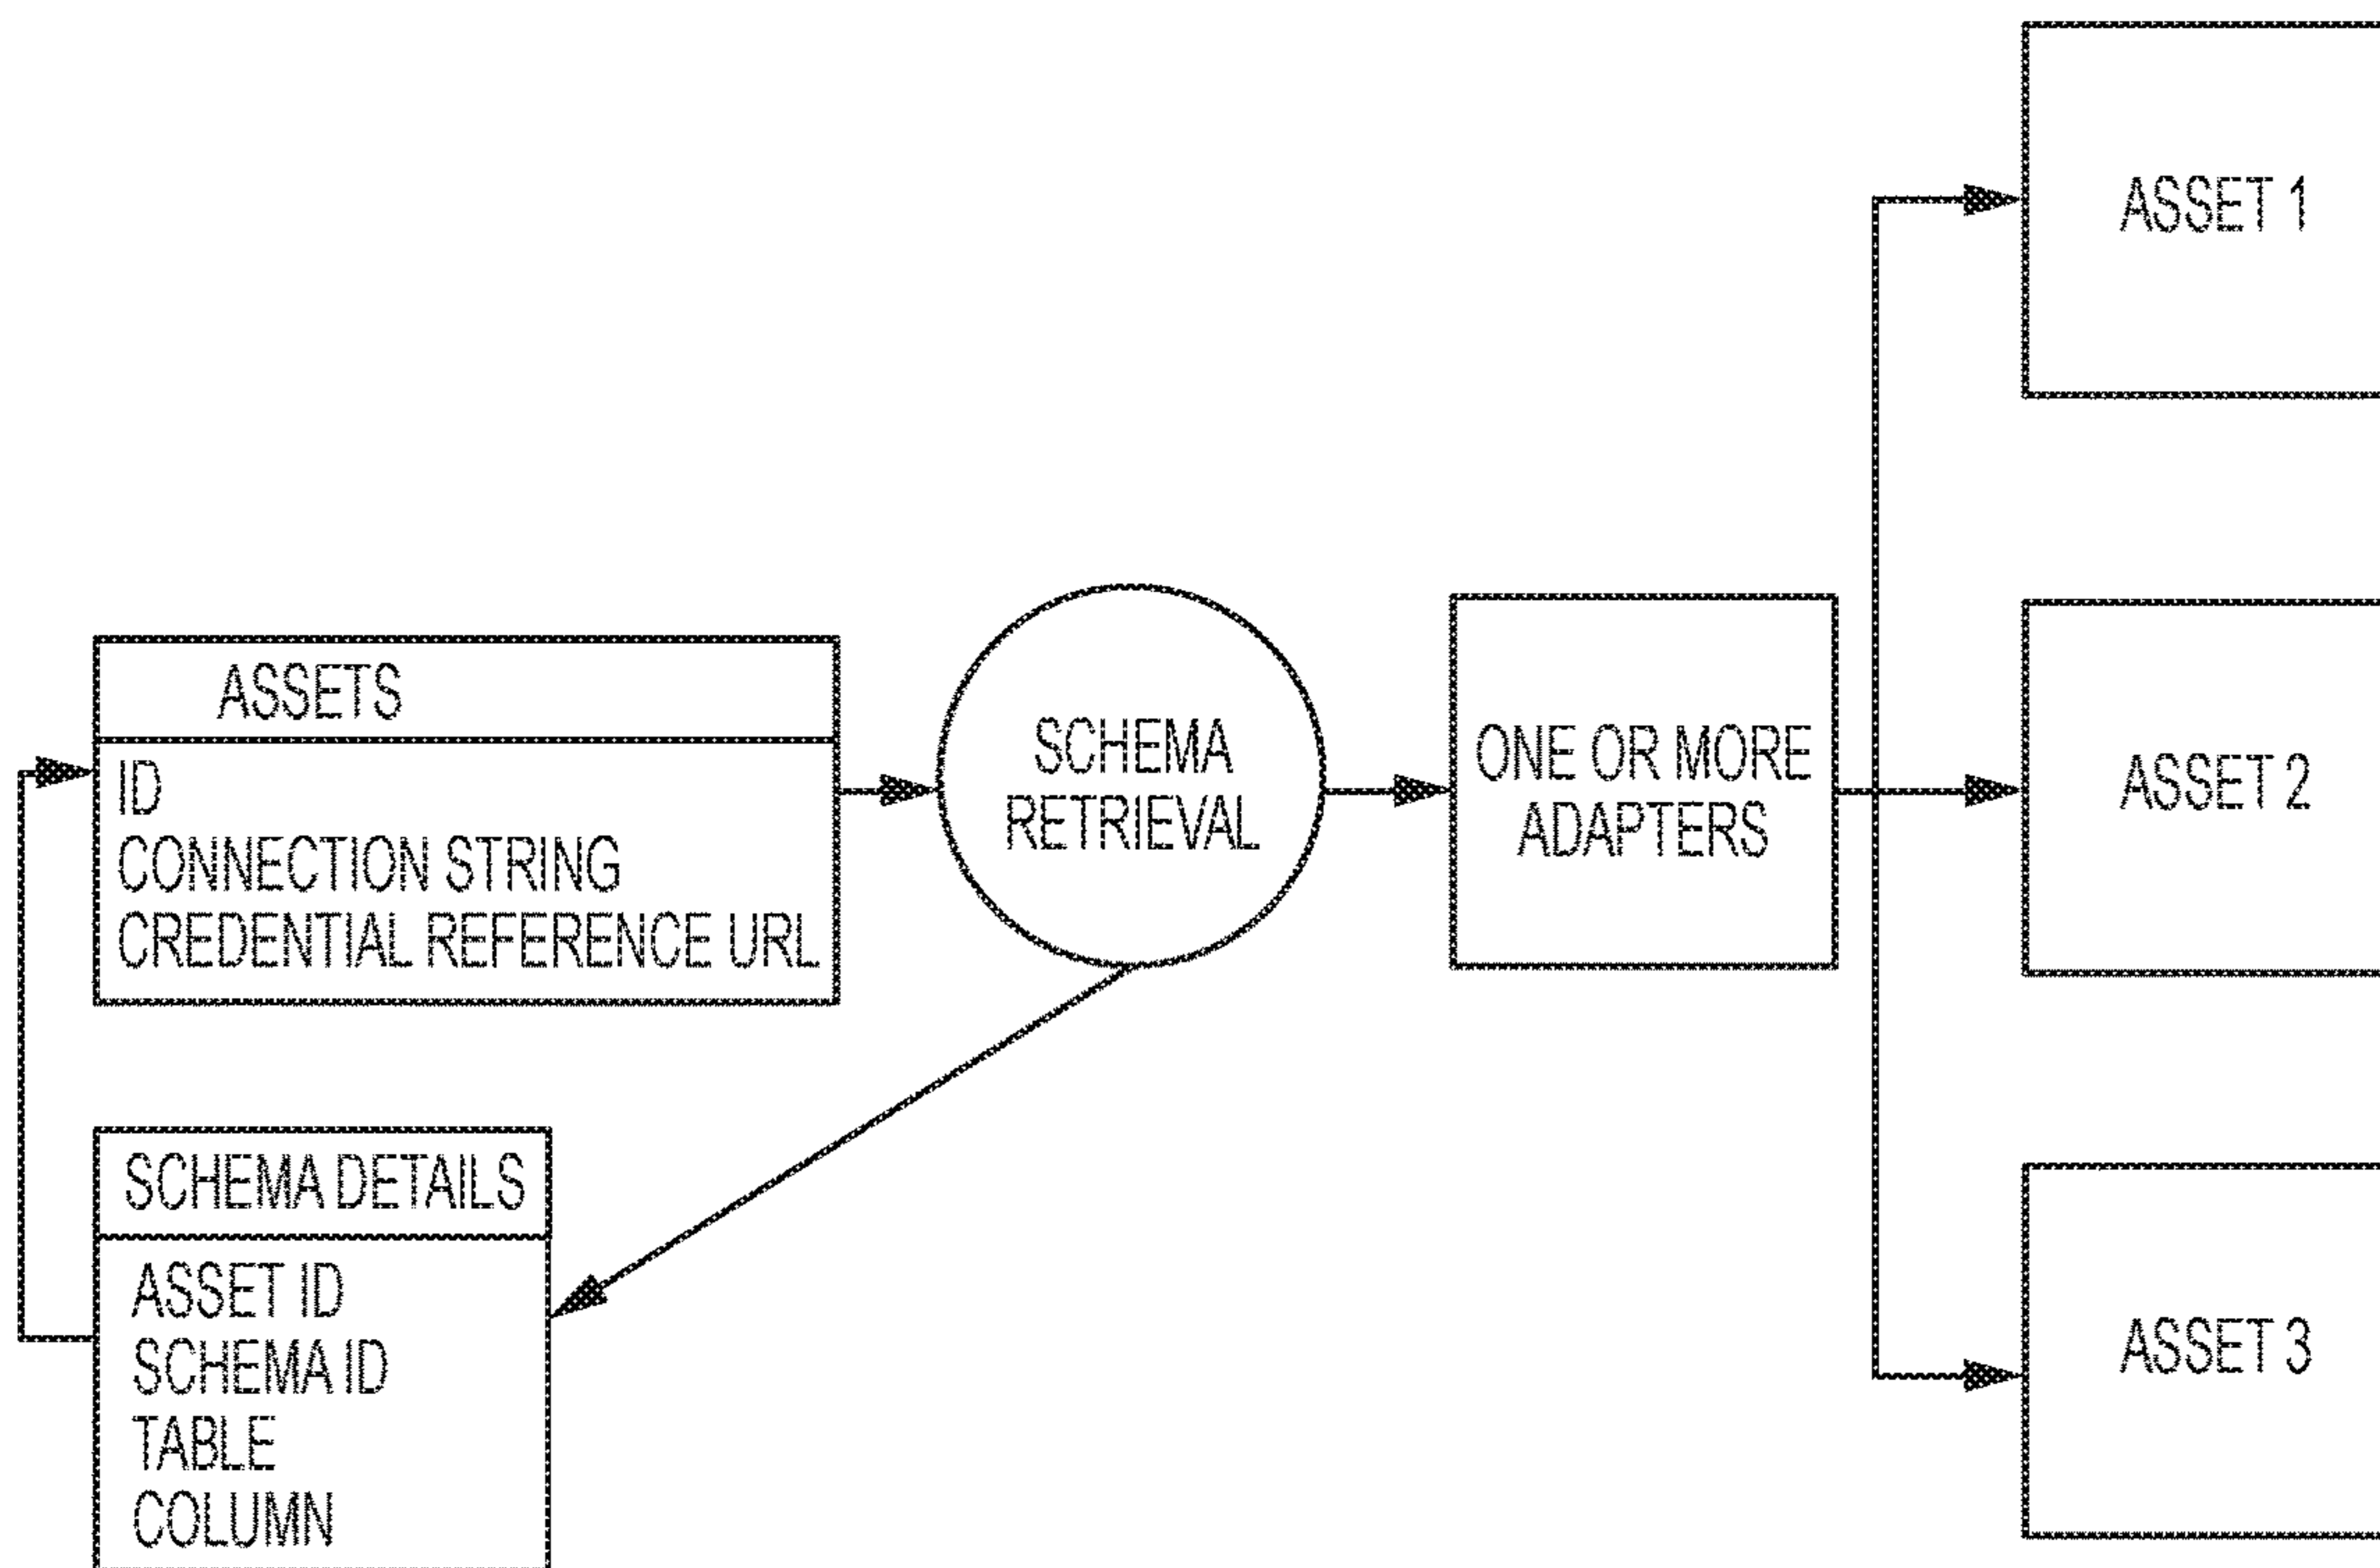 ASSETS
ID
CONNECTION STRING
CREDENTIAL REFERENCE URL
SCHEMA DETAILS
ASSET ID
SCHEMA ID
TABLE
COLUMN
SCHEMA
RETRIEVAL
ONE OR MORE
ADAPTERS
ASSET 1
ASSET 2
ASSET 3